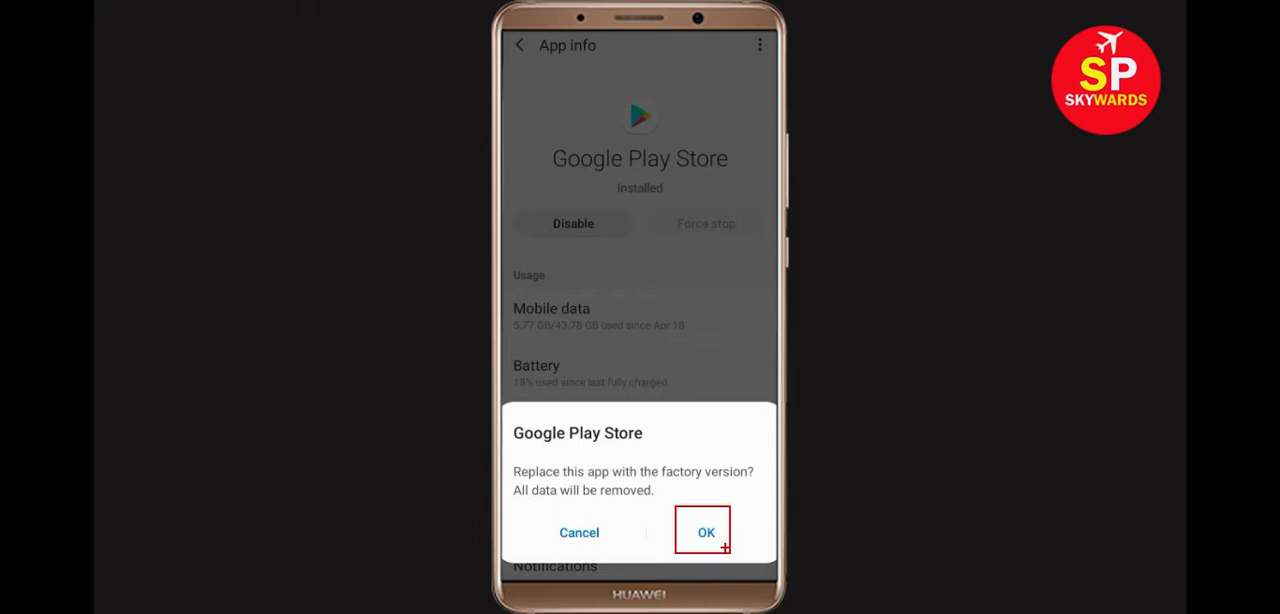 App info
SP
SKYWARDS
Google Play Store
Installed
Disable
Force stop
Usage
Mobile data
5.77 GB/43.78 GB used since Apr 18
Battery
18% used since last fully charged
Google Play Store
Replace this app with the factory version?
All data will be removed.
Cancel
OK
Notifications
HUAWEI